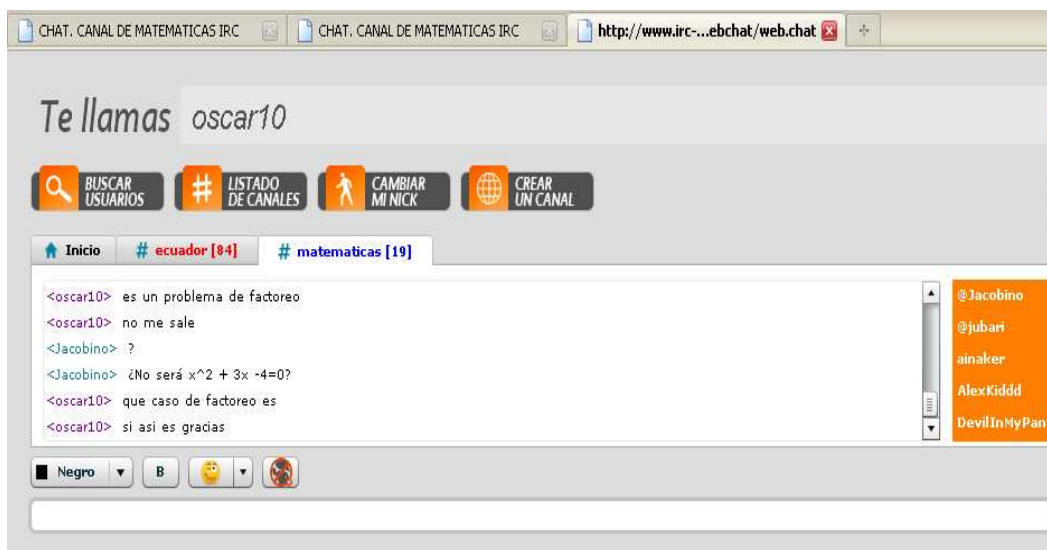 CHAT. CANAL DE MATEMATICAS IRC
CHAT. CANAL DE MATEMATICAS IRC
http://www.irc-...ebchat/web.chat
Te llamas oscar10
BUSCAR
USUARIOS
LISTADO
DE CANALES
CAMBIAR
MI NICK
CREAR
UN CANAL
Inicio
# ecuador [84]
# matematicas [19]
<oscar10> es un problema de factoreo
<oscar10> no me sale
<Jacobino> ?
<Jacobino> ¿No será x^2 + 3x -4=0?
<oscar10> que caso de factoreo es
<oscar10> si asi es gracias
@Jacobino
@jubari
ainaker
AlexKiddd
DevilInMyPan
Negro
B